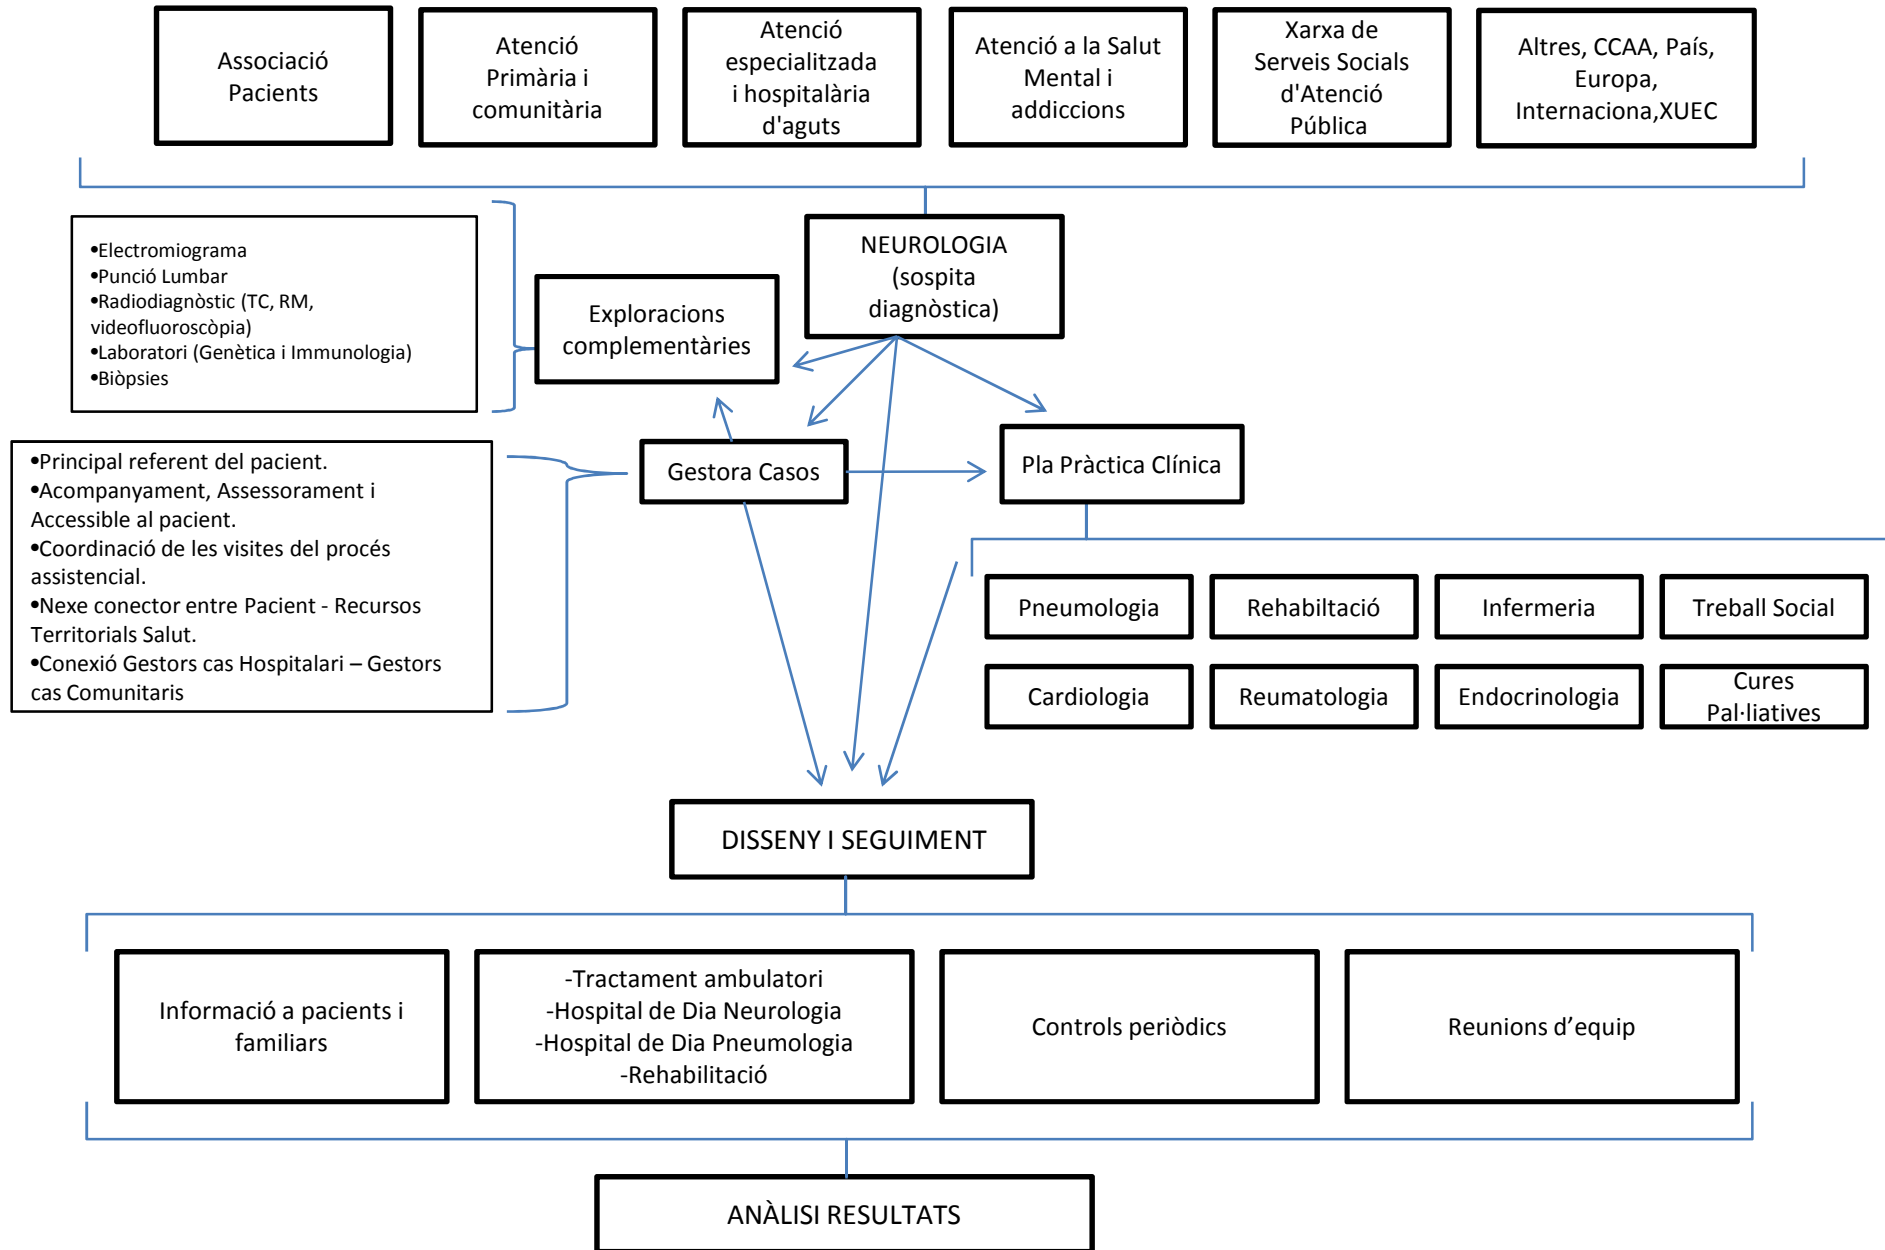 Associació
Pacients
Atenció
Primària i
comunitària
Atenció
especialitzada
i hospitalària
d'aguts
Atenció a la Salut
Mental i
addiccions
Xarxa de
Serveis Socials
d'Atenció
Pública
Altres, CCAA, País,
Europa,
Internaciona,XUEC
•Electromiograma
•Punció Lumbar
•Radiodiagnòstic (TC, RM,
videofluoroscòpia)
•Laboratori (Genètica i Immunologia)
•Biòpsies
Exploracions
complementàries
NEUROLOGIA
(sospita
diagnòstica)
•Principal referent del pacient.
•Acompanyament, Assessorament i
Accessible al pacient.
•Coordinació de les visites del procés
assistencial.
•Nexe conector entre Pacient - Recursos
Territorials Salut.
•Conexió Gestors cas Hospitalari – Gestors
cas Comunitaris
Gestora Casos
Pla Pràctica Clínica
Pneumologia
Rehabiltació
Infermeria
Treball Social
Cardiologia
Reumatologia
Endocrinologia
Cures
Pal·liatives
DISSENY I SEGUIMENT
Informació a pacients i
familiars
-Tractament ambulatori
-Hospital de Dia Neurologia
-Hospital de Dia Pneumologia
-Rehabilitació
Controls periòdics
Reunions d’equip
ANÀLISI RESULTATS